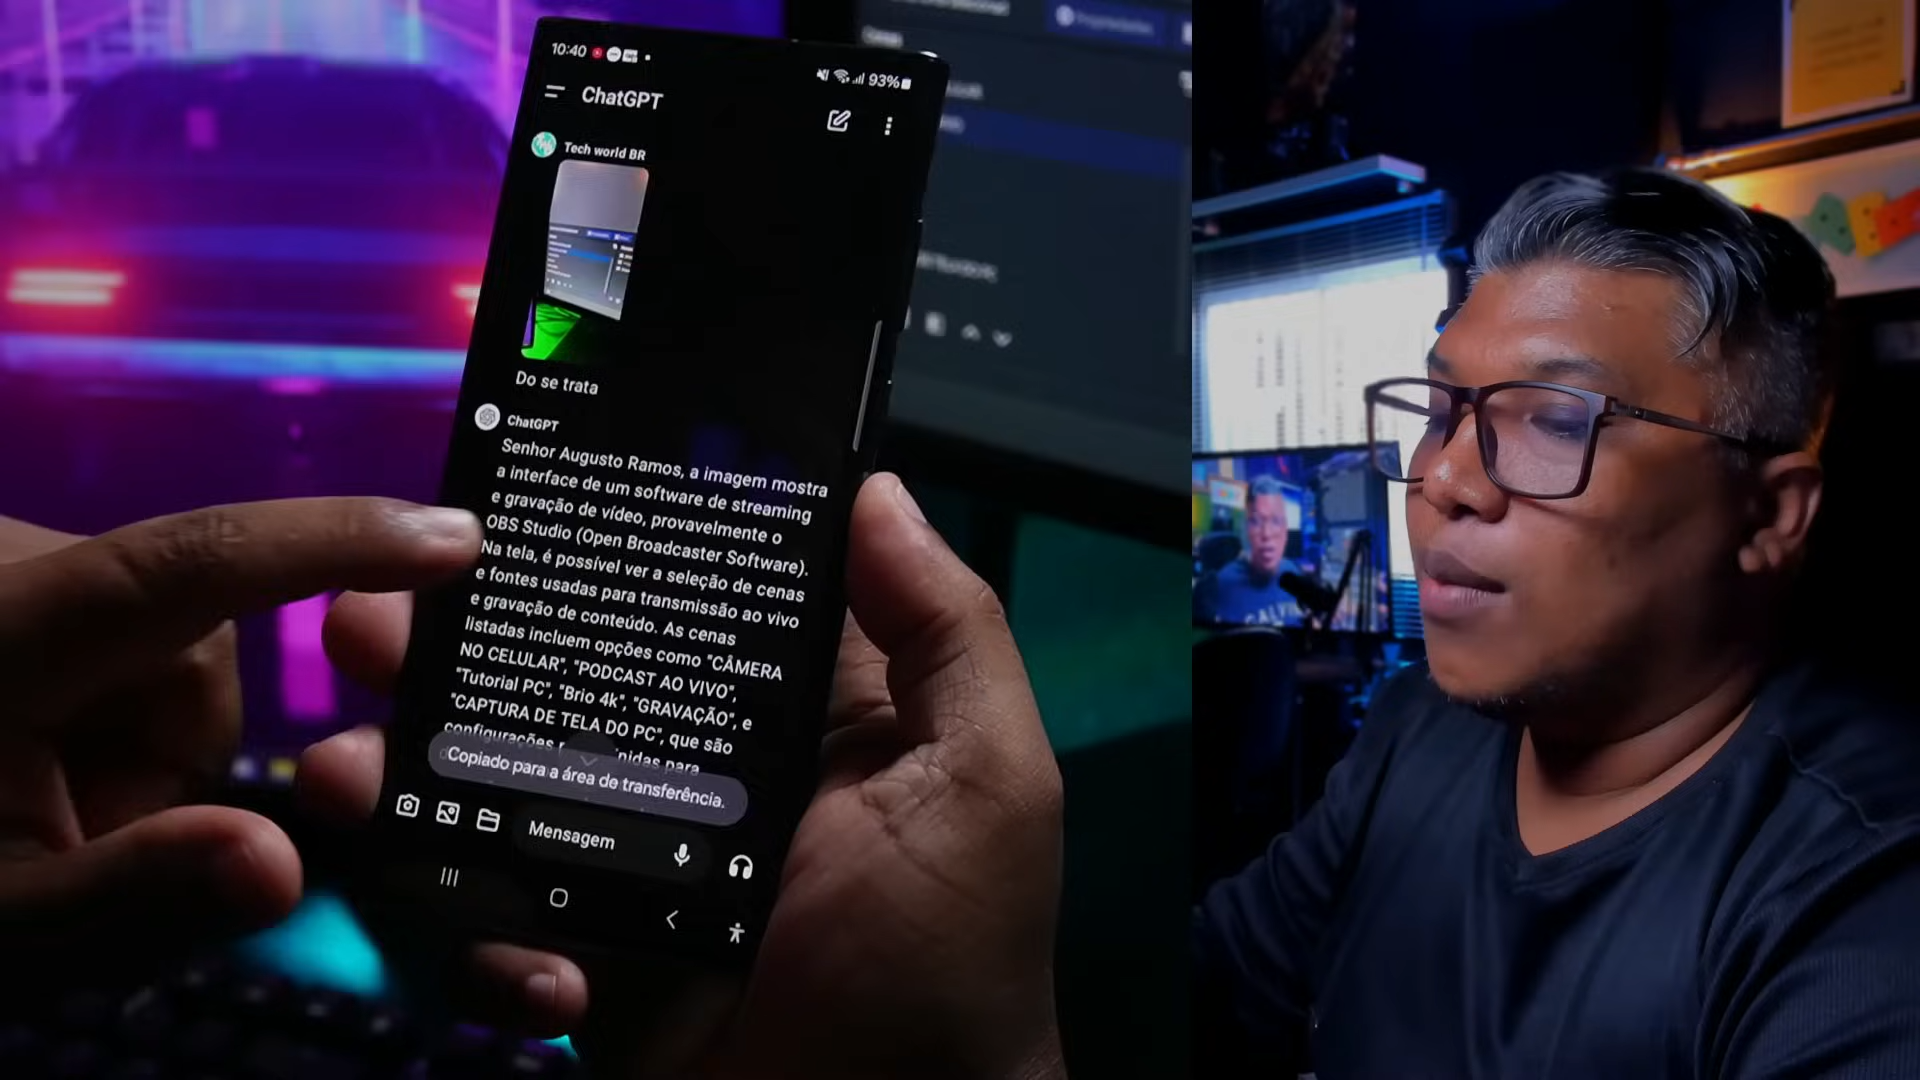 10:40
93%
ChatGPT
Tech world BR
Do se trata
ChatGPT
Senhor Augusto Ramos, a imagem mostra
a interface de um software de streaming
e gravação de vídeo, provavelmente o
OBS Studio (Open Broadcaster Software).
Na tela, é possível ver a seleção de cenas
e fontes usadas para transmissão ao vivo
e gravação de conteúdo. As cenas
listadas incluem opções como "CÂMERA
NO CELULAR", "PODCAST AO VIVO",
"Tutorial PC", "Brio 4k", "GRAVAÇÃO", e
"CAPTURA DE TELA DO PC", que são
configurações nidas para
Copiado para a área de transferência.
Mensagem